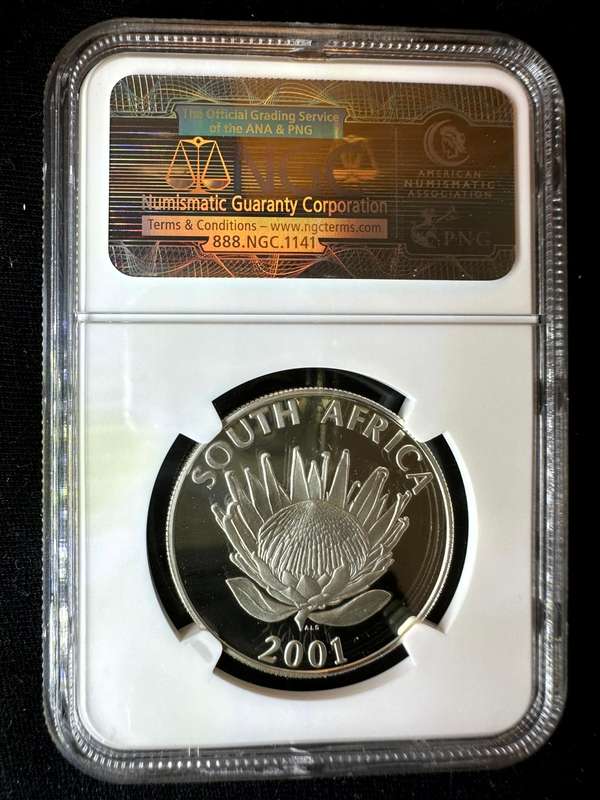 The Official Grading Service
of the ANA & PNG
NGC
Numismatic Guaranty Corporation
Terms & Conditions – www.ngcterms.com
888.NGC.1141
AMERICAN
NUMISMATIC
ASSOCIATION
PNG
SOUTH AFRICA
ALS
2001